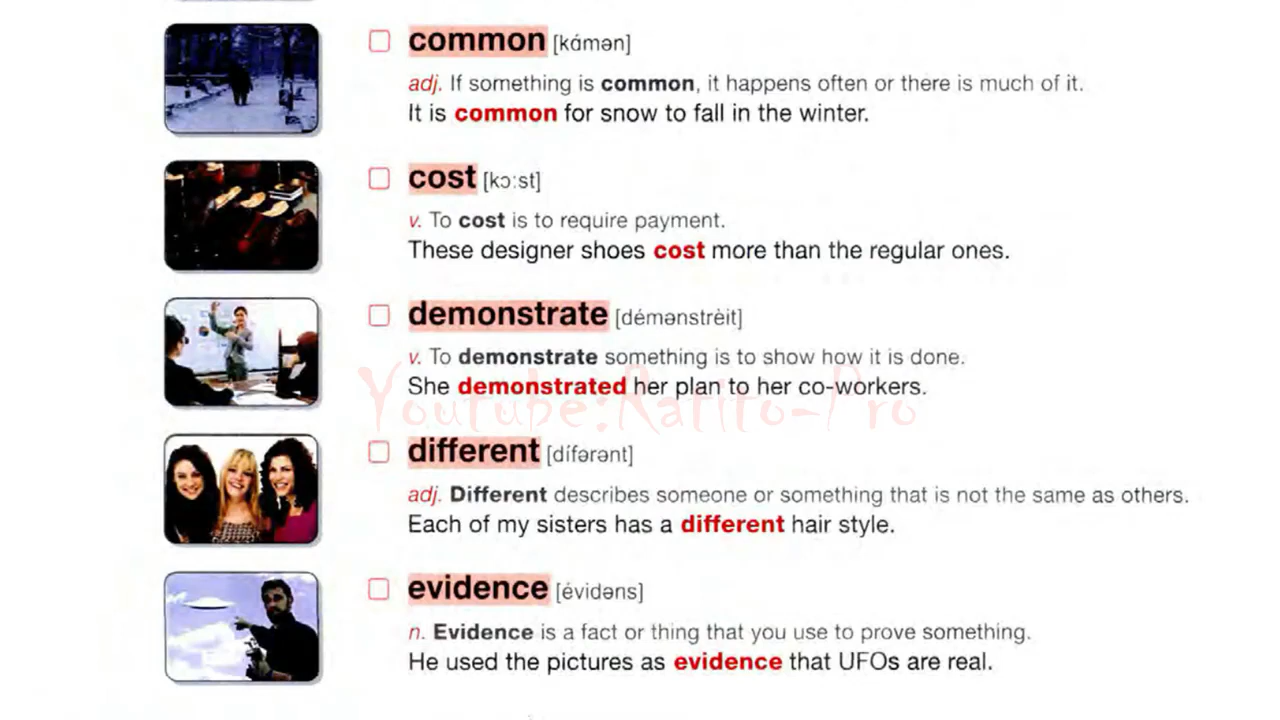 common [kámən]
adj. If something is common, it happens often or there is much of it.
It is common for snow to fall in the winter.
cost [kɔːst]
v. To cost is to require payment.
These designer shoes cost more than the regular ones.
demonstrate [démənstrèit]
v. To demonstrate something is to show how it is done.
She demonstrated her plan to her co-workers.
Youtube:Ratito-Pro
different [dífərənt]
adj. Different describes someone or something that is not the same as others.
Each of my sisters has a different hair style.
evidence [évidəns]
n. Evidence is a fact or thing that you use to prove something.
He used the pictures as evidence that UFOs are real.